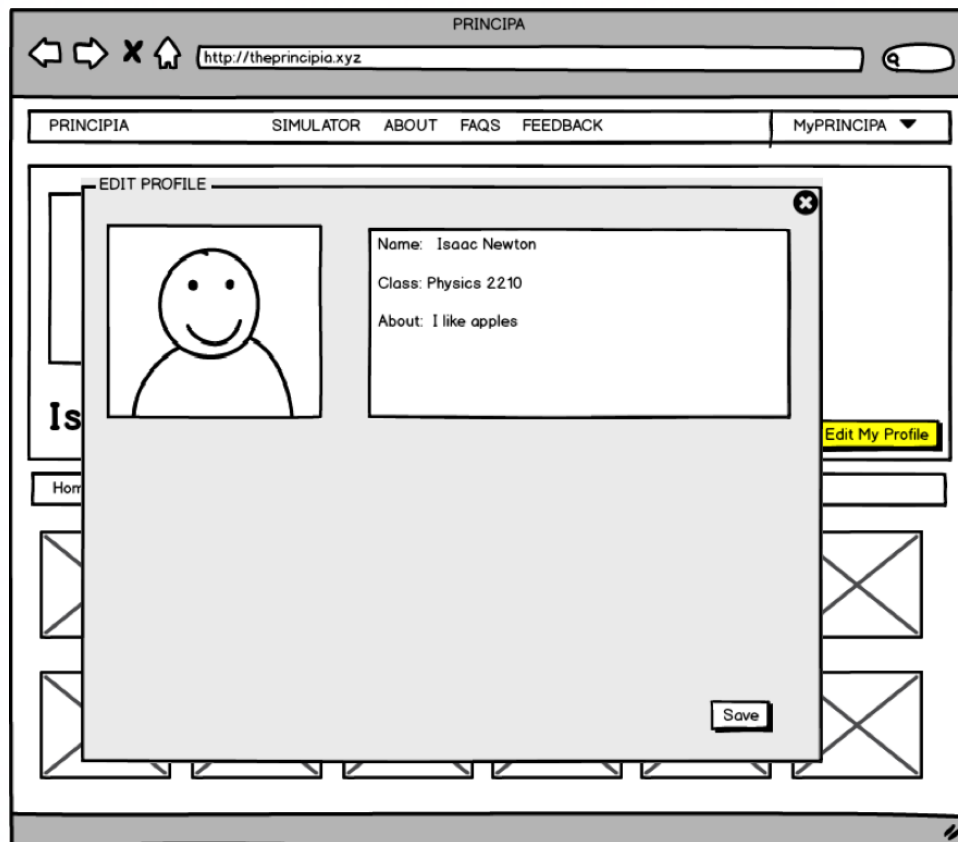 PRINCIPA
http://theprincipia.xyz
PRINCIPIA SIMULATOR ABOUT FAQS FEEDBACK MyPRINCIPA
EDIT PROFILE
Name: Isaac Newton
Class: Physics 2210
About: I like apples
Is
Edit My Profile
Hom
Save